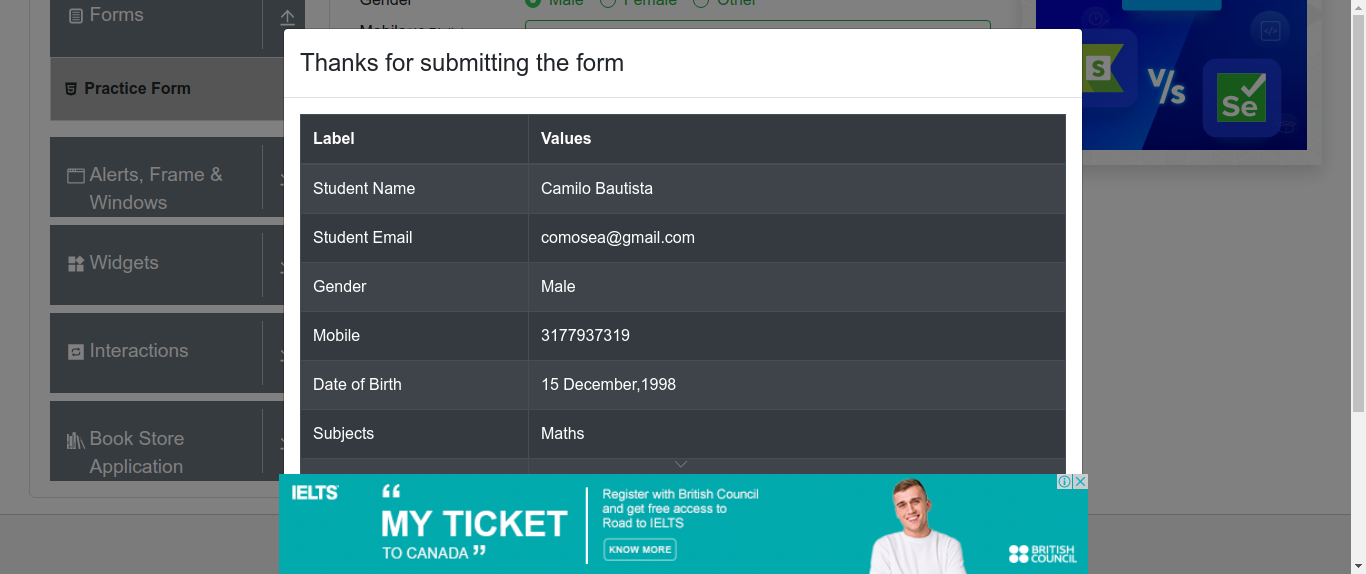 Forms
Gender
Male
Female
Other
Practice Form
Alerts, Frame &
Windows
Widgets
Interactions
Book Store
Application
Thanks for submitting the form
Label Values
Student Name Camilo Bautista
Student Email comosea@gmail.com
Gender Male
Mobile 3177937319
Date of Birth 15 December,1998
Subjects Maths
S
V/s
Se
IELTS
“
MY TICKET
TO CANADA ”
Register with British Council
and get free access to
Road to IELTS
KNOW MORE
BRITISH
COUNCIL